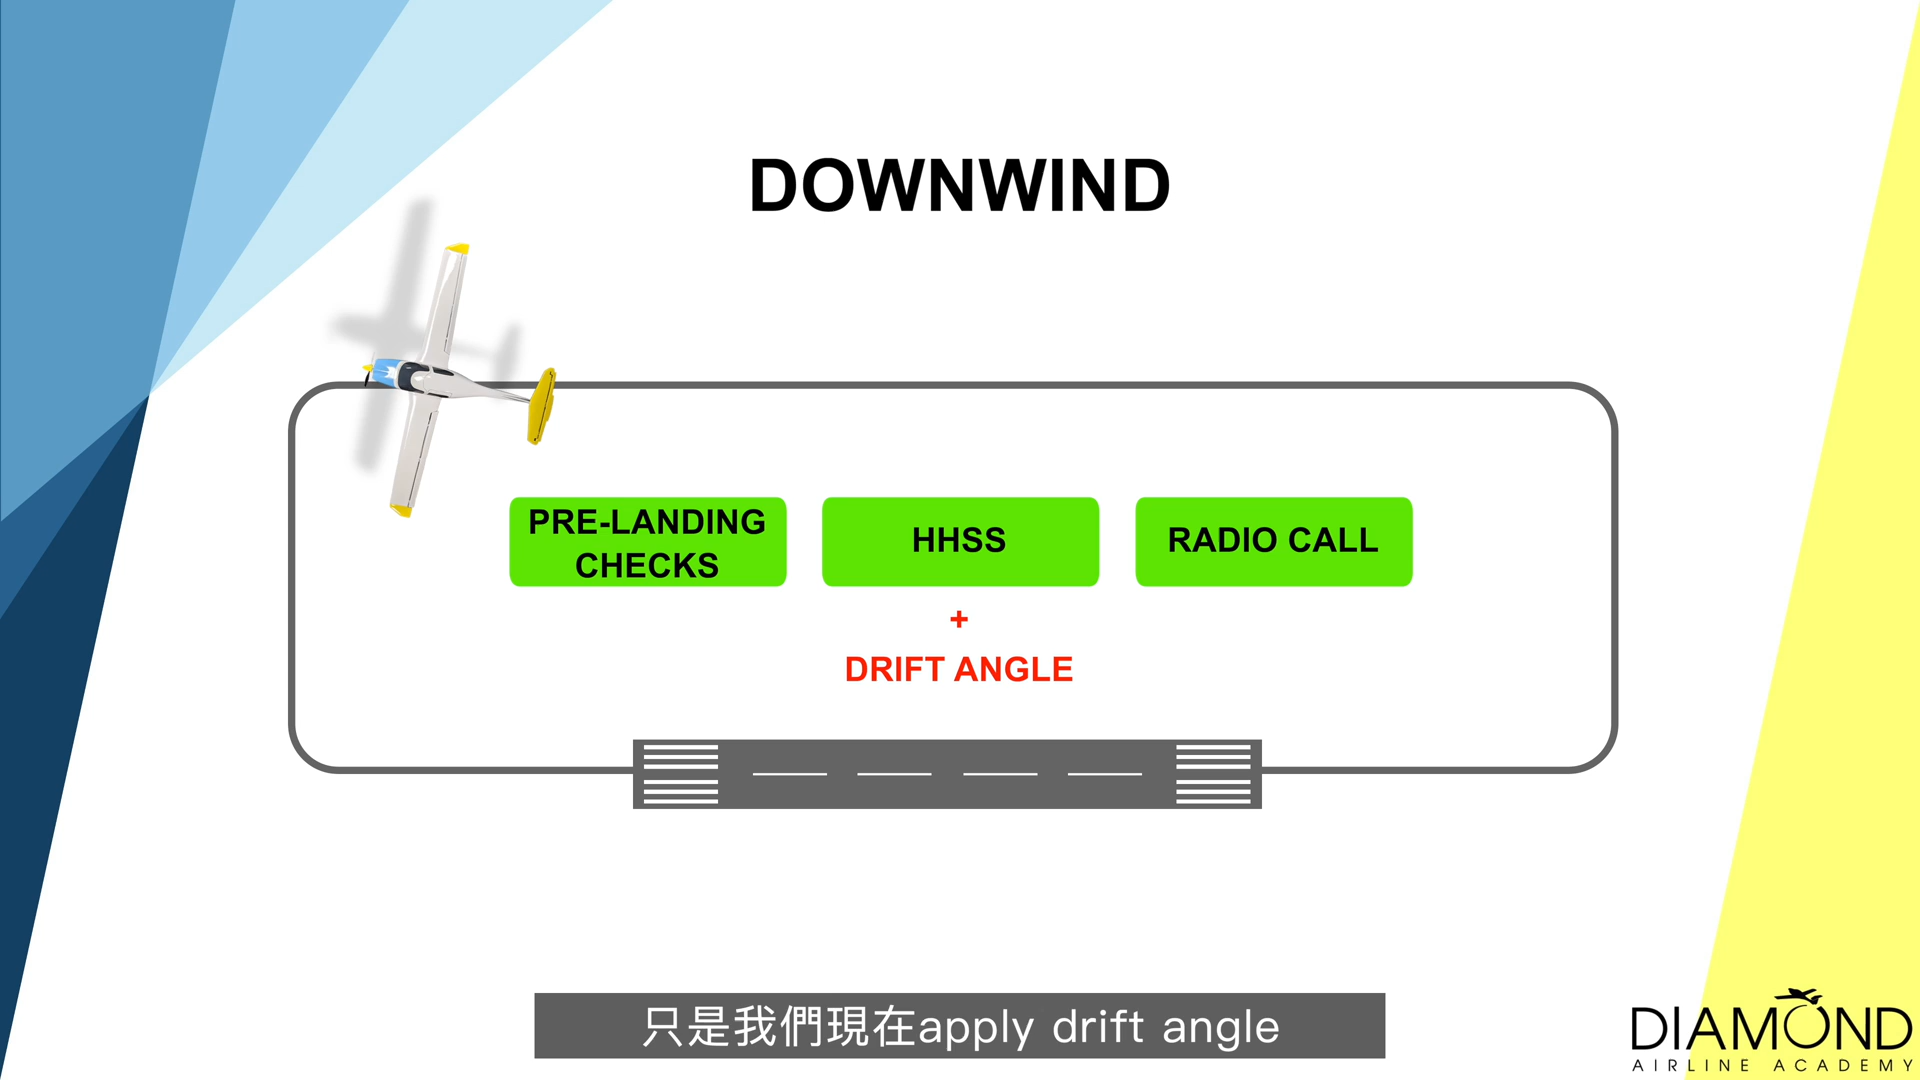 DOWNWIND
PRE-LANDING
CHECKS
HHSS
RADIO CALL
+
DRIFT ANGLE
只是我們現在apply drift angle
DIAMOND
AIRLINE ACADEMY